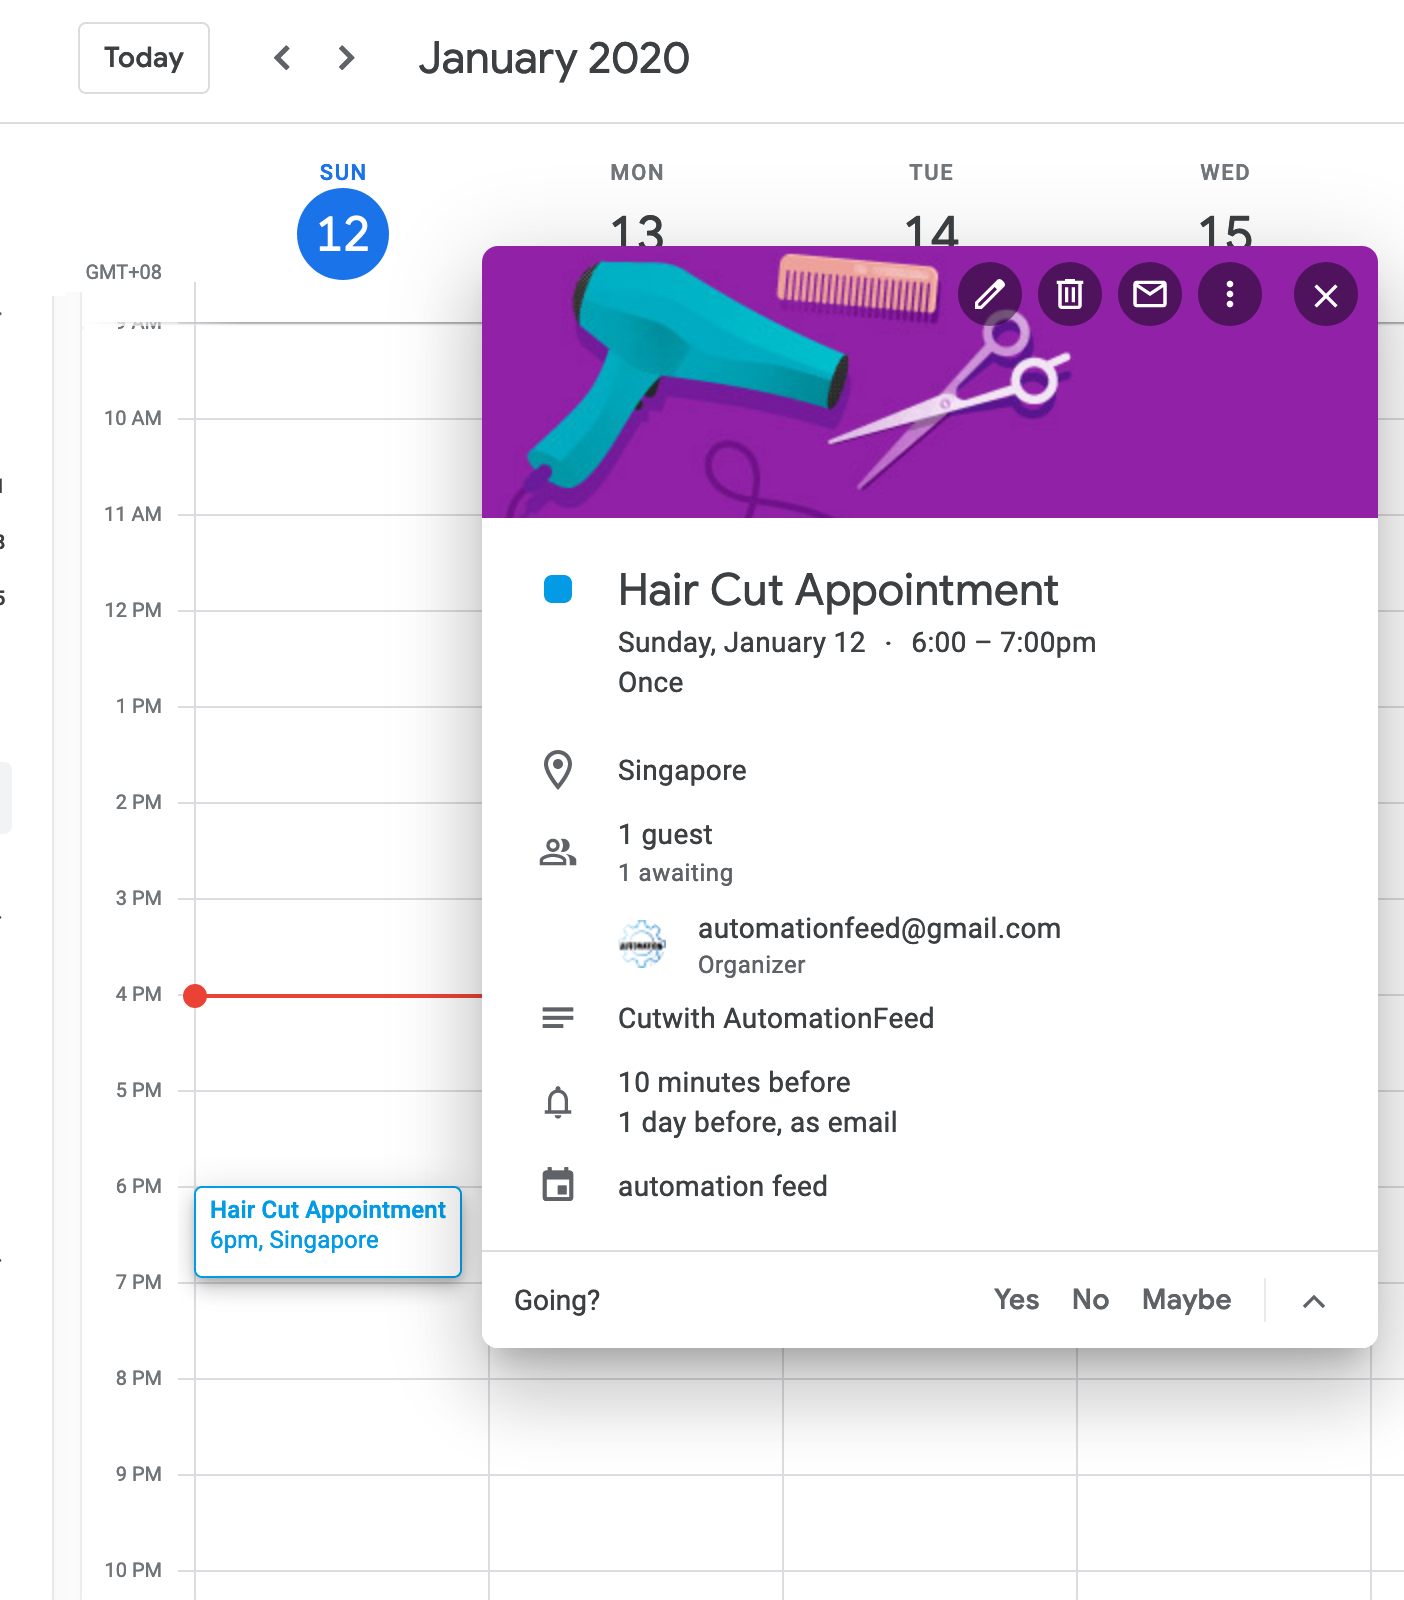 Today
January 2020
SUN
MON
TUE
WED
12
13
14
15
GMT+08
9 AM
10 AM
11 AM
12 PM
1 PM
2 PM
3 PM
4 PM
5 PM
6 PM
7 PM
8 PM
9 PM
10 PM
Hair Cut Appointment
6pm, Singapore
Hair Cut Appointment
Sunday, January 12 · 6:00 – 7:00pm
Once
Singapore
1 guest
1 awaiting
automationfeed@gmail.com
Organizer
Cutwith AutomationFeed
10 minutes before
1 day before, as email
automation feed
Going?
Yes
No
Maybe